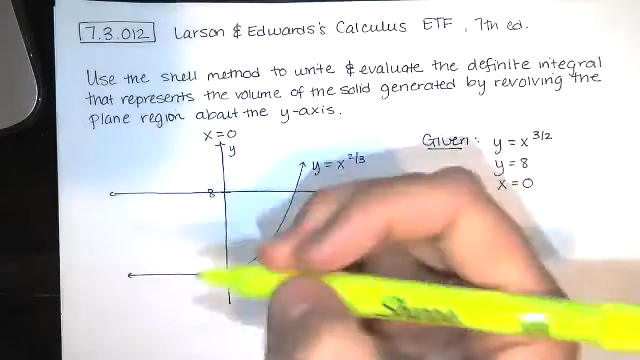 7.3.012 Larson & Edwards's Calculus ETF, 7th ed.
Use the shell method to write & evaluate the definite integral
that represents the volume of the solid generated by revolving the
plane region about the y-axis.
x=0
y
y = x^2/3
8
Given:
y = x^3/2
y = 8
x = 0
Sharpie